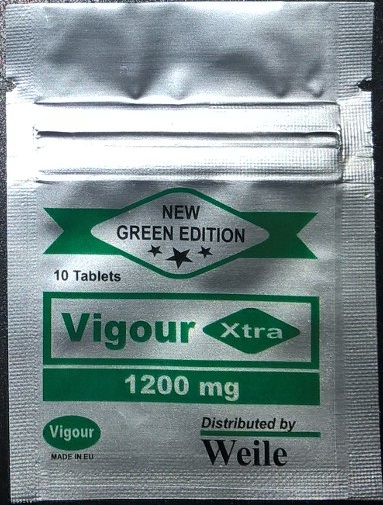 NEW
GREEN EDITION
10 Tablets
Vigour Xtra
1200 mg
Vigour
MADE IN EU
Distributed by
Weile